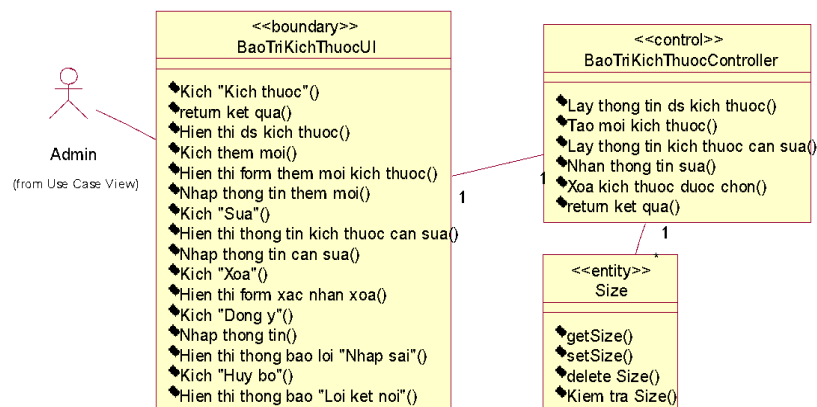 <<boundary>>
BaoTriKichThuocUI
Kich "Kich thuoc"()
return ket qua()
Hien thi ds kich thuoc()
Kich them moi()
Hien thi form them moi kich thuoc()
Nhap thong tin them moi()
Kich "Sua"()
Hien thi thong tin kich thuoc can sua()
Nhap thong tin can sua()
Kich "Xoa"()
Hien thi form xac nhan xoa()
Kich "Dong y"()
Nhap thong tin()
Hien thi thong bao loi "Nhap sai"()
Kich "Huy bo"()
Hien thi thong bao "Loi ket noi"()
Admin
(from Use Case View)
1
1
<<control>>
BaoTriKichThuocController
Lay thong tin ds kich thuoc()
Tao moi kich thuoc()
Lay thong tin kich thuoc can sua()
Nhan thong tin sua()
Xoa kich thuoc duoc chon()
return ket qua()
1
*
<<entity>>
Size
getSize()
setSize()
delete Size()
Kiem tra Size()